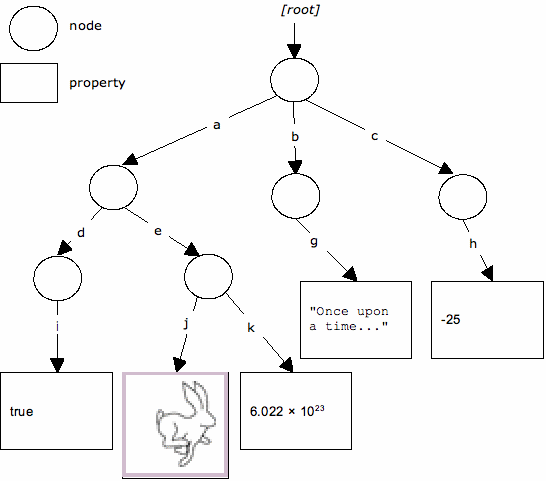 [root]
node
property
a
b
c
d
e
g
h
"Once upon
a time..."
-25
i
j
k
true
6.022 × 10²³